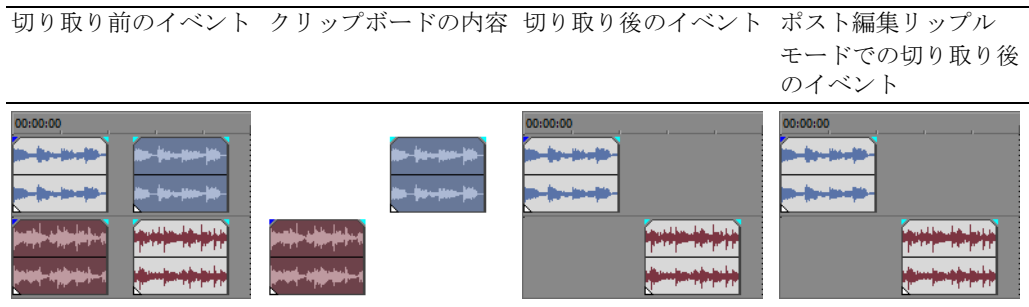 切り取り前のイベント
クリップボードの内容
切り取り後のイベント
ポスト編集リップル
モードでの切り取り後
のイベント
00:00:00
00:00:00
00:00:00